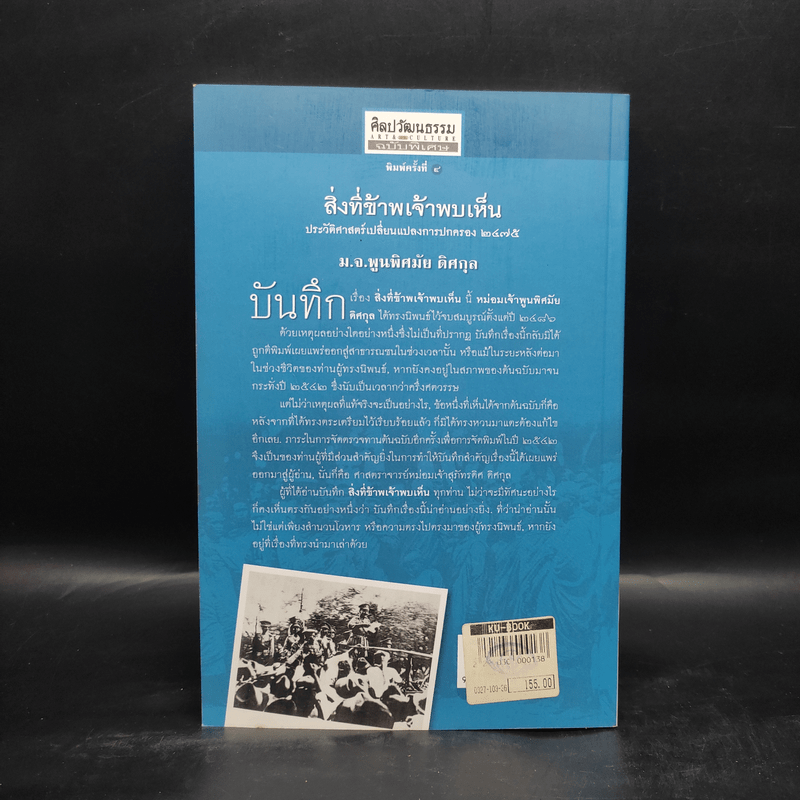 ศิลปวัฒนธรรม
ART& CULTURE
ฉบับพิเศษ
พิมพ์ครั้งที่ ๔
สิ่งที่ข้าพเจ้าพบเห็น
ประวัติศาสตร์เปลี่ยนแปลงการปกครอง ๒๔๗๕
ม.จ.พูนพิศมัย ดิศกุล
บันทึก เรื่อง สิ่งที่ข้าพเจ้าพบเห็น นี้ หม่อมเจ้าพูนพิศมัย
ดิศกุล ได้ทรงนิพนธ์ไว้จบสมบูรณ์ตั้งแต่ปี ๒๔๘๖
ด้วยเหตุผลอย่างใดอย่างหนึ่งซึ่งไม่เป็นที่ปรากฏ บันทึกเรื่องนี้กลับมิได้
ถูกตีพิมพ์เผยแพร่ออกสู่สาธารณชนในช่วงเวลานั้น หรือแม้ในระยะหลังต่อมา
ในช่วงชีวิตของท่านผู้ทรงนิพนธ์. หากยังคงอยู่ในสภาพของต้นฉบับมาจน
กระทั่งปี ๒๕๔๒ ซึ่งนับเป็นเวลากว่าครึ่งศตวรรษ
แต่ไม่ว่าเหตุผลที่แท้จริงจะเป็นอย่างไร, ข้อหนึ่งที่เห็นได้จากต้นฉบับก็คือ
หลังจากที่ได้ทรงตระเตรียมไว้เรียบร้อยแล้ว ก็มิได้ทรงหวนมาแตะต้องแก้ไข
อีกเลย. ภาระในการจัดตรวจทานต้นฉบับอีกครั้งเพื่อการจัดพิมพ์ในปี ๒๕๔๒
จึงเป็นของท่านผู้ที่มีส่วนสำคัญยิ่งในการทำให้บันทึกสำคัญเรื่องนี้ได้เผยแพร่
ออกมาสู่ผู้อ่าน, นั่นก็คือ ศาสตราจารย์หม่อมเจ้าสุภัทรดิศ ดิศกุล
ผู้ที่ได้อ่านบันทึก สิ่งที่ข้าพเจ้าพบเห็น ทุกท่าน ไม่ว่าจะมีทัศนะอย่างไร
ก็คงเห็นตรงกันอย่างหนึ่งว่า บันทึกเรื่องนี้น่าอ่านอย่างยิ่ง. ที่ว่าน่าอ่านนั้น
ไม่ใช่แต่เพียงสำนวนโวหาร หรือความตรงไปตรงมาของผู้ทรงนิพนธ์, หากยัง
อยู่ที่เรื่องที่ทรงนำมาเล่าด้วย
KU-BOOK
000138
0327-103-06
155.00